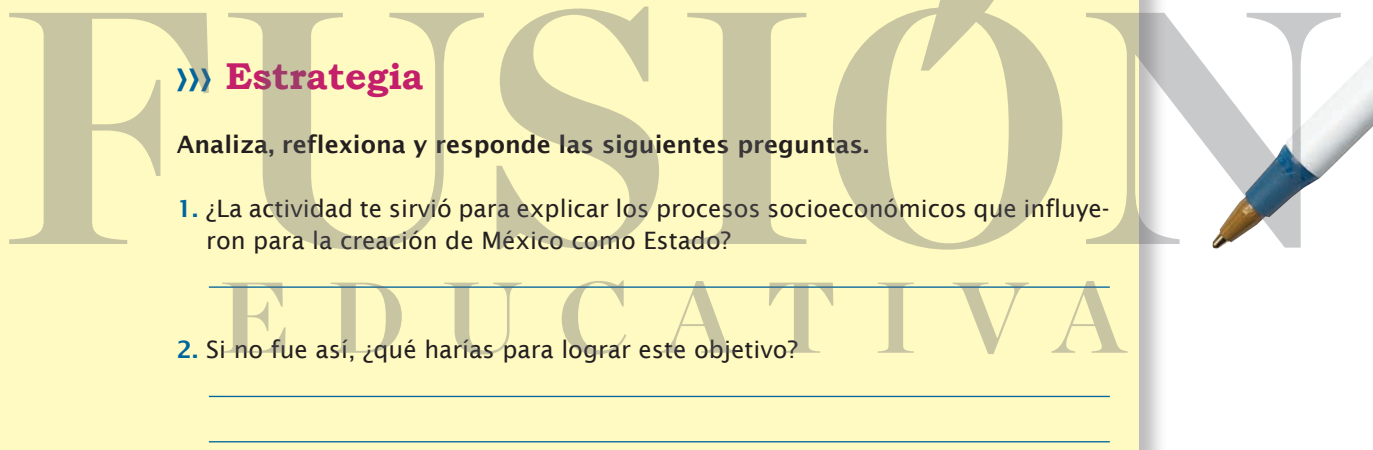 FUSIÓN
EDUCATIVA
⟩⟩⟩ Estrategia
Analiza, reflexiona y responde las siguientes preguntas.
1. ¿La actividad te sirvió para explicar los procesos socioeconómicos que influye-
ron para la creación de México como Estado?
2. Si no fue así, ¿qué harías para lograr este objetivo?